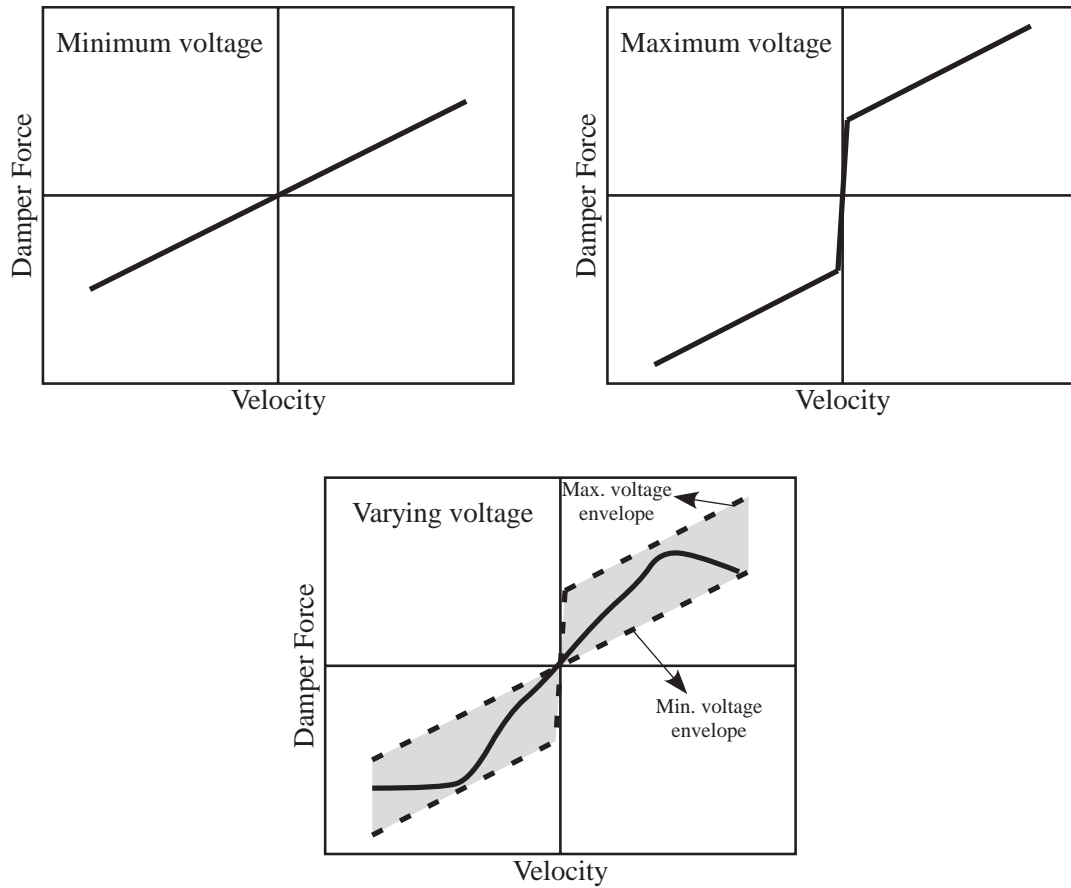 Minimum voltage
Damper Force
Velocity
Maximum voltage
Damper Force
Velocity
Varying voltage
Max. voltage
envelope
Min. voltage
envelope
Damper Force
Velocity